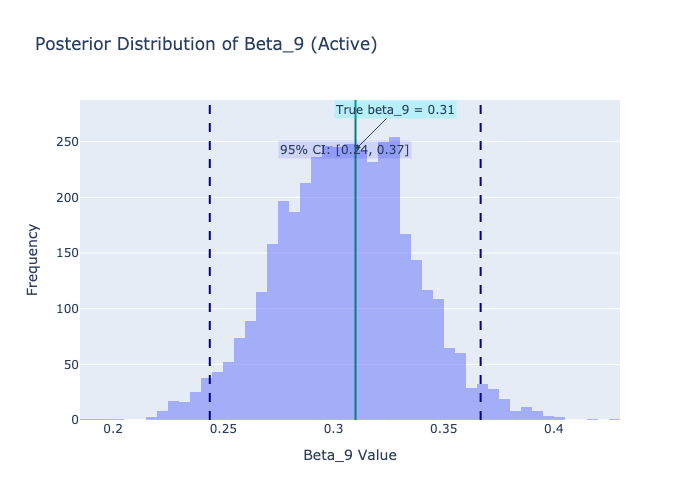 Posterior Distribution of Beta_9 (Active)
True beta_9 = 0.31
95% CI: [0.24, 0.37]
250
200
150
100
50
0
Frequency
0.2
0.25
0.3
0.35
0.4
Beta_9 Value